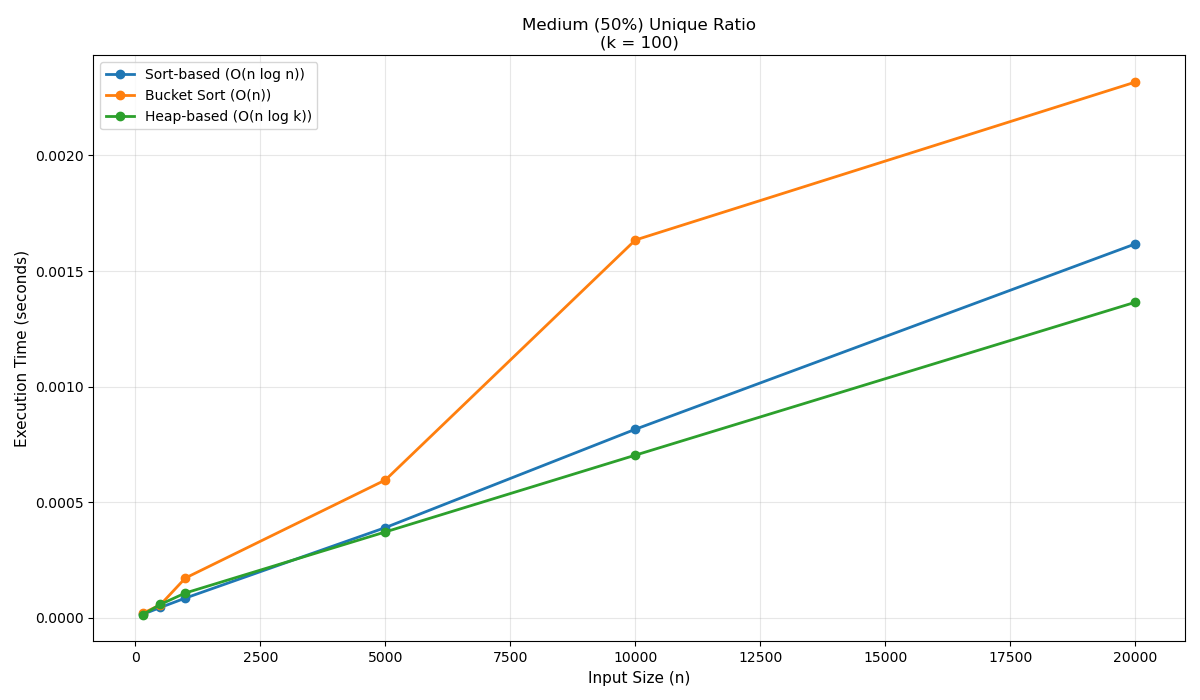 Medium (50%) Unique Ratio
(k = 100)
Sort-based (O(n log n))
Bucket Sort (O(n))
Heap-based (O(n log k))
Execution Time (seconds)
0.0020
0.0015
0.0010
0.0005
0.0000
0 2500 5000 7500 10000 12500 15000 17500 20000
Input Size (n)